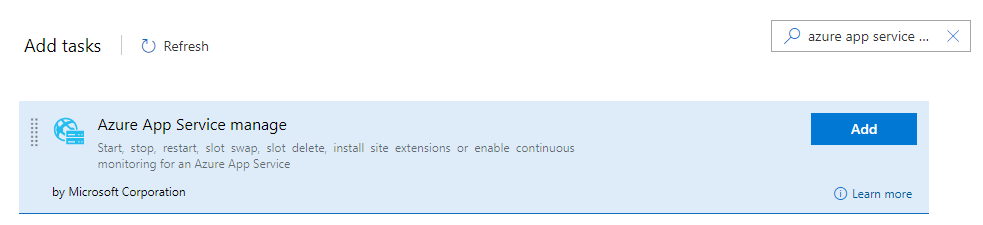 Add tasks
Refresh
azure app service ...
Azure App Service manage
Add
Start, stop, restart, slot swap, slot delete, install site extensions or enable continuous
monitoring for an Azure App Service
by Microsoft Corporation
Learn more